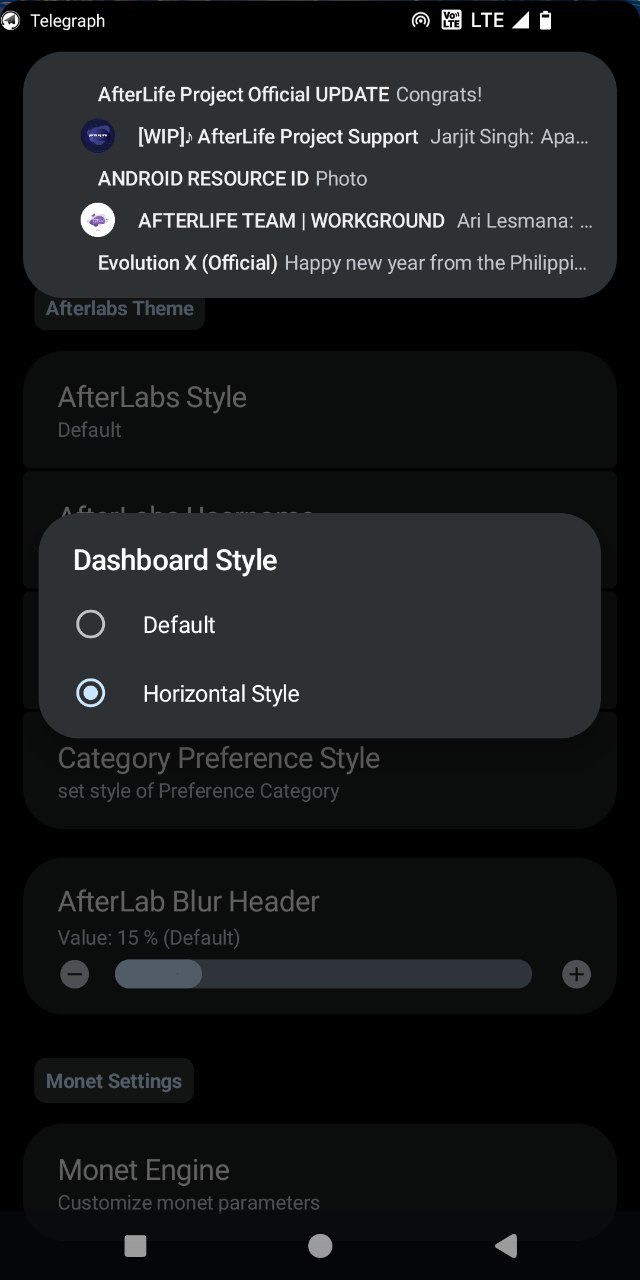 Telegraph
Vo)) LTE LTE
AfterLife Project Official UPDATE Congrats!
[WIP]♪ AfterLife Project Support Jarjit Singh: Apa...
ANDROID RESOURCE ID Photo
AFTERLIFE TEAM | WORKGROUND Ari Lesmana: ...
Evolution X (Official) Happy new year from the Philippi...
Afterlabs Theme
AfterLabs Style
Default
AfterLabs Username
Dashboard Style
Default
Horizontal Style
Category Preference Style
set style of Preference Category
AfterLab Blur Header
Value: 15 % (Default)
Monet Settings
Monet Engine
Customize monet parameters